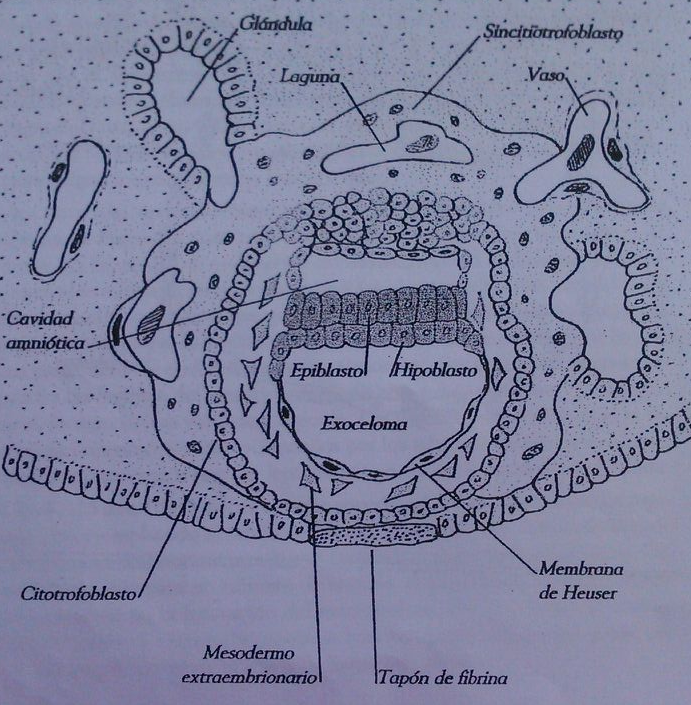 Glándula
Sincitiotrofoblasto
Laguna
Vaso
Cavidad
amniótica
Epiblasto
Hipoblasto
Exoceloma
Citotrofoblasto
Membrana
de Heuser
Mesodermo
extraembrionario
Tapón de fibrina